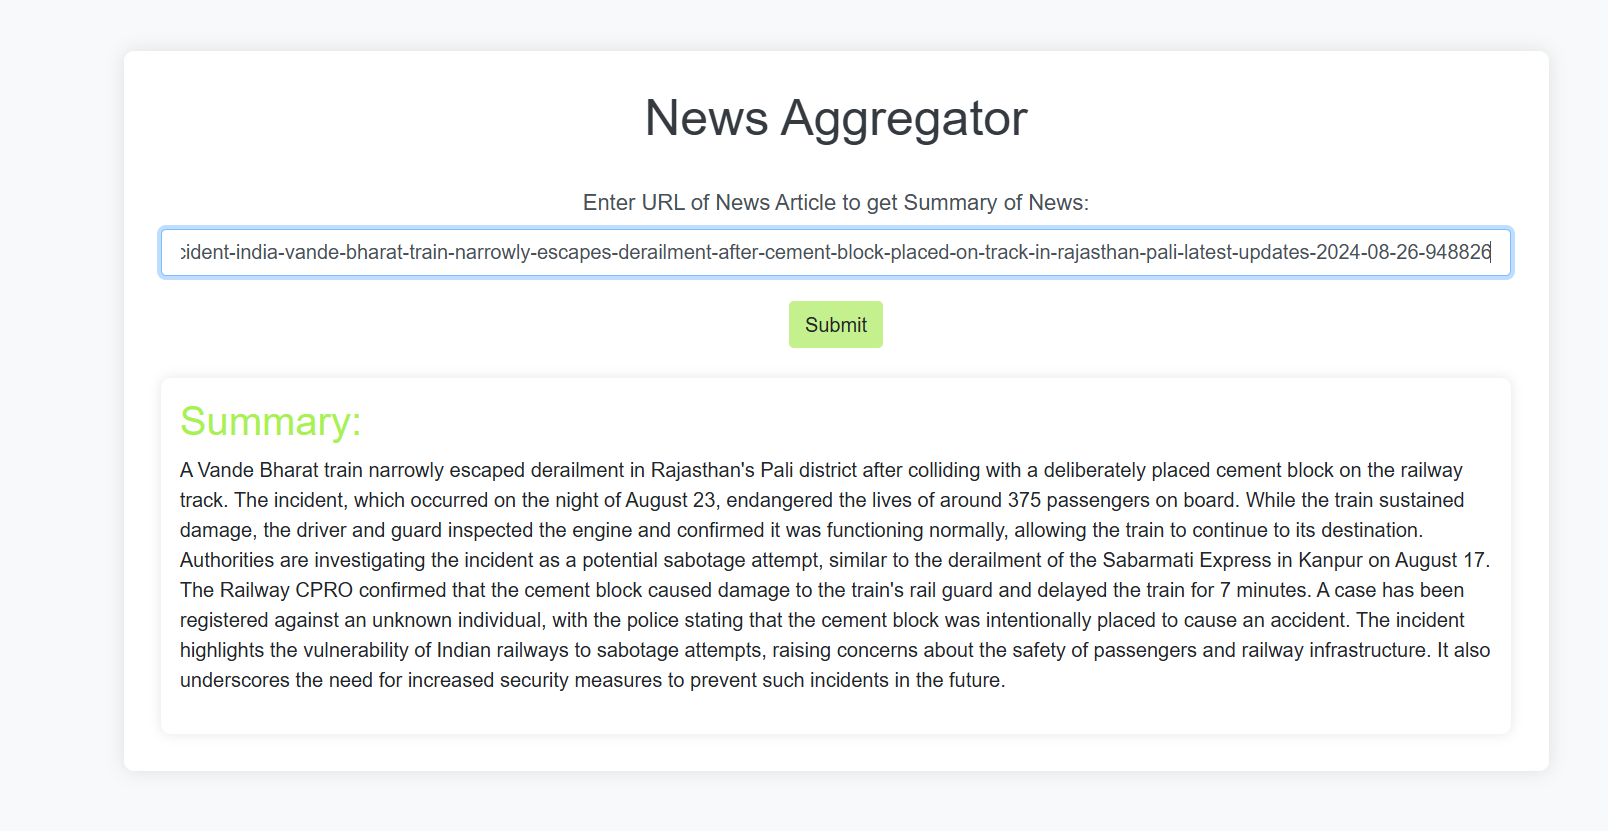 News Aggregator
Enter URL of News Article to get Summary of News:
cident-india-vande-bharat-train-narrowly-escapes-derailment-after-cement-block-placed-on-track-in-rajasthan-pali-latest-updates-2024-08-26-948826
Submit
Summary:
A Vande Bharat train narrowly escaped derailment in Rajasthan's Pali district after colliding with a deliberately placed cement block on the railway
track. The incident, which occurred on the night of August 23, endangered the lives of around 375 passengers on board. While the train sustained
damage, the driver and guard inspected the engine and confirmed it was functioning normally, allowing the train to continue to its destination.
Authorities are investigating the incident as a potential sabotage attempt, similar to the derailment of the Sabarmati Express in Kanpur on August 17.
The Railway CPRO confirmed that the cement block caused damage to the train's rail guard and delayed the train for 7 minutes. A case has been
registered against an unknown individual, with the police stating that the cement block was intentionally placed to cause an accident. The incident
highlights the vulnerability of Indian railways to sabotage attempts, raising concerns about the safety of passengers and railway infrastructure. It also
underscores the need for increased security measures to prevent such incidents in the future.